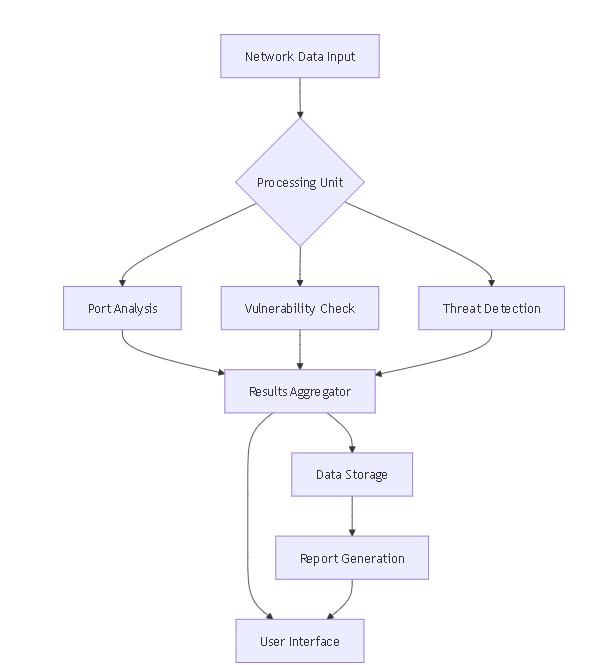 Network Data Input
Processing Unit
Port Analysis
Vulnerability Check
Threat Detection
Results Aggregator
Data Storage
Report Generation
User Interface